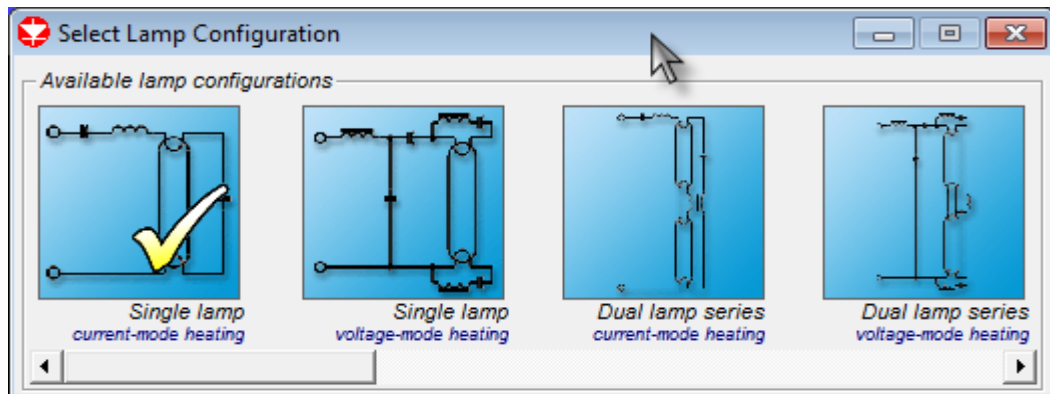 Select Lamp Configuration
Available lamp configurations
Single lamp
current-mode heating
Single lamp
voltage-mode heating
Dual lamp series
current-mode heating
Dual lamp series
voltage-mode heating